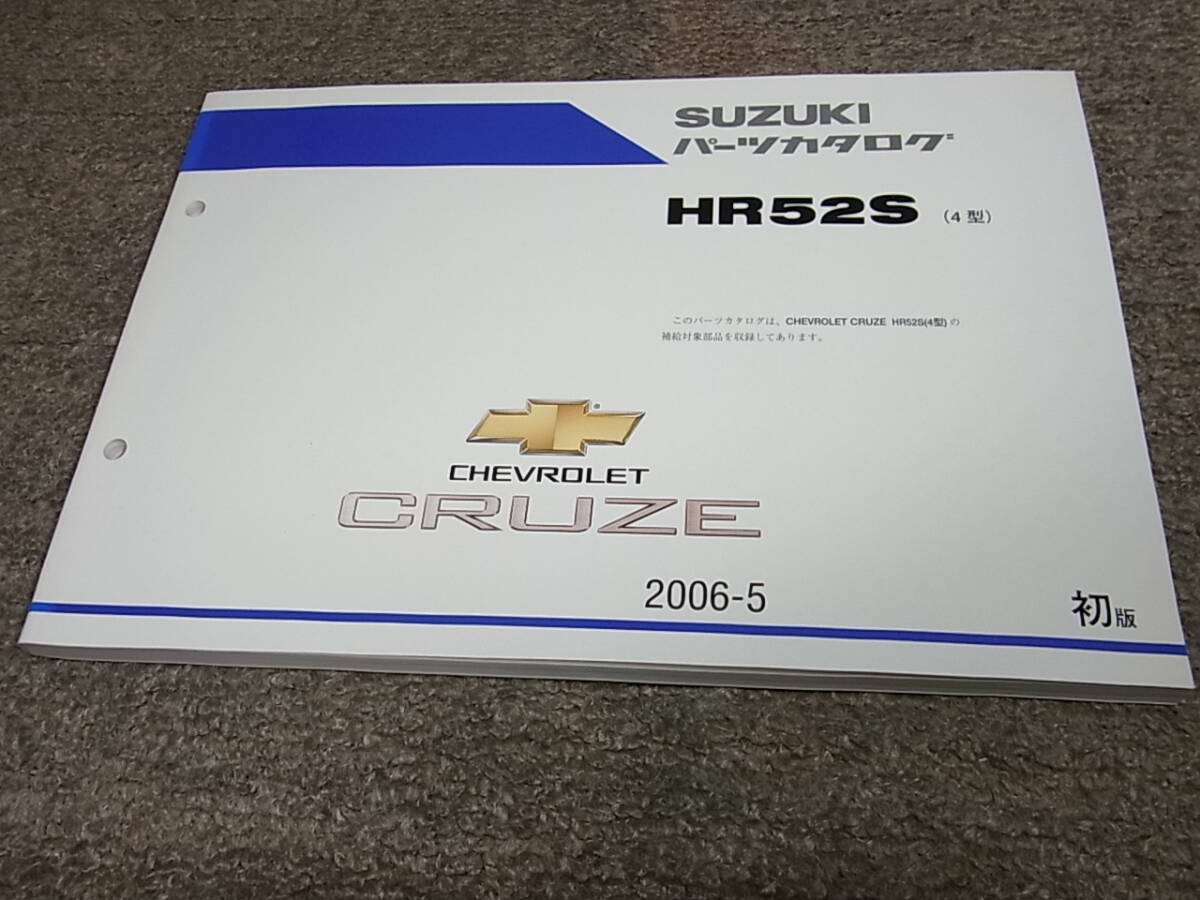 SUZUKI
パーツカタログ
HR52S (4型)
このパーツカタログは、CHEVROLET CRUZE HR52S(4型) の
補給対象部品を収録してあります。
®
CHEVROLET
CRUZE
2006-5
初版